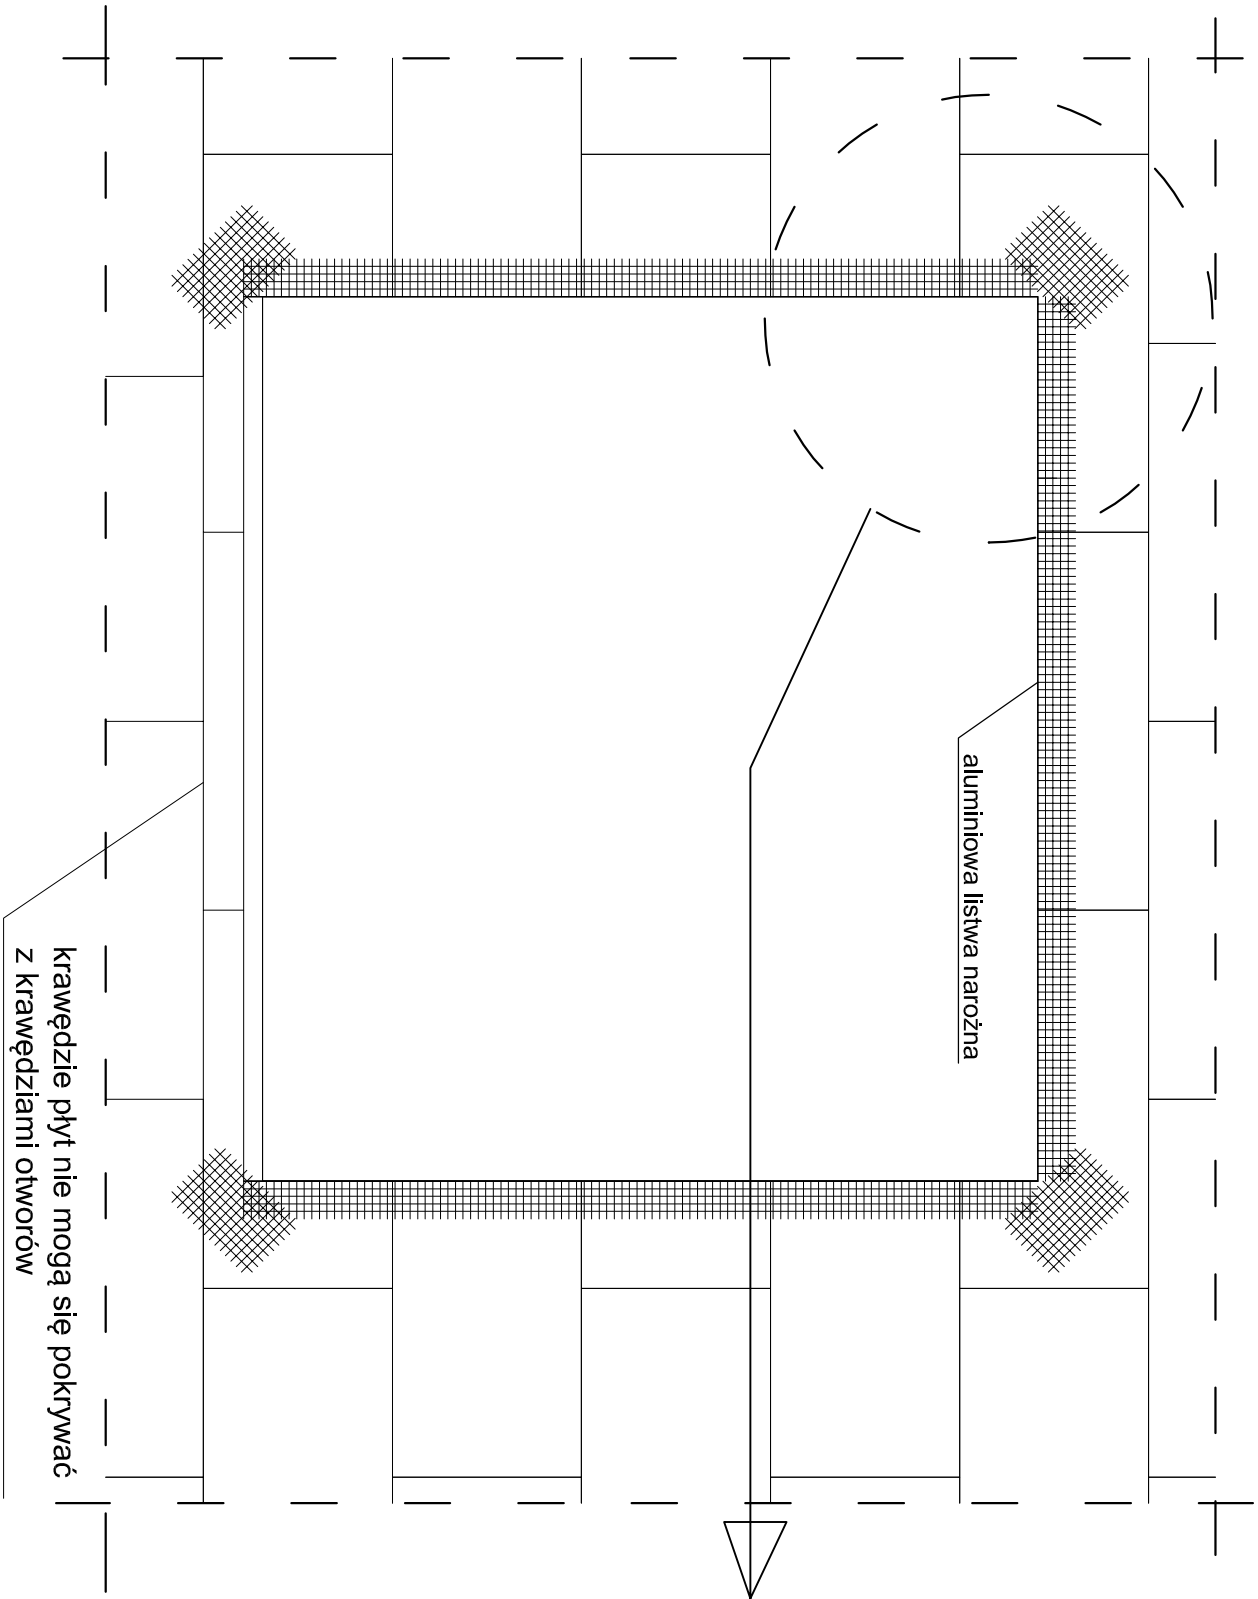 aluminiowa listwa narożna
krawędzie płyt nie mogą się pokrywać
z krawędziami otworów